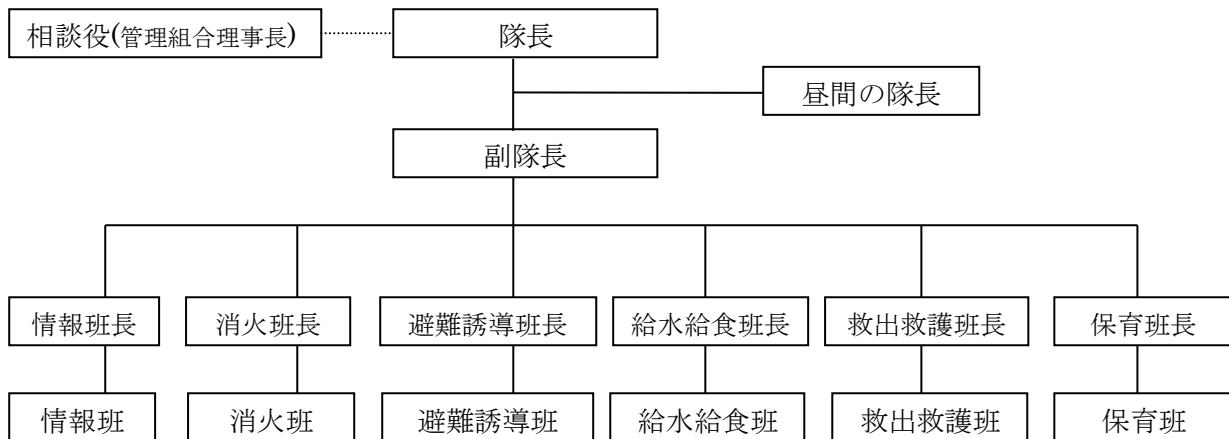 相談役(管理組合理事長)
隊長
昼間の隊長
副隊長
情報班長
消火班長
避難誘導班長
給水給食班長
救出救護班長
保育班長
情報班
消火班
避難誘導班
給水給食班
救出救護班
保育班